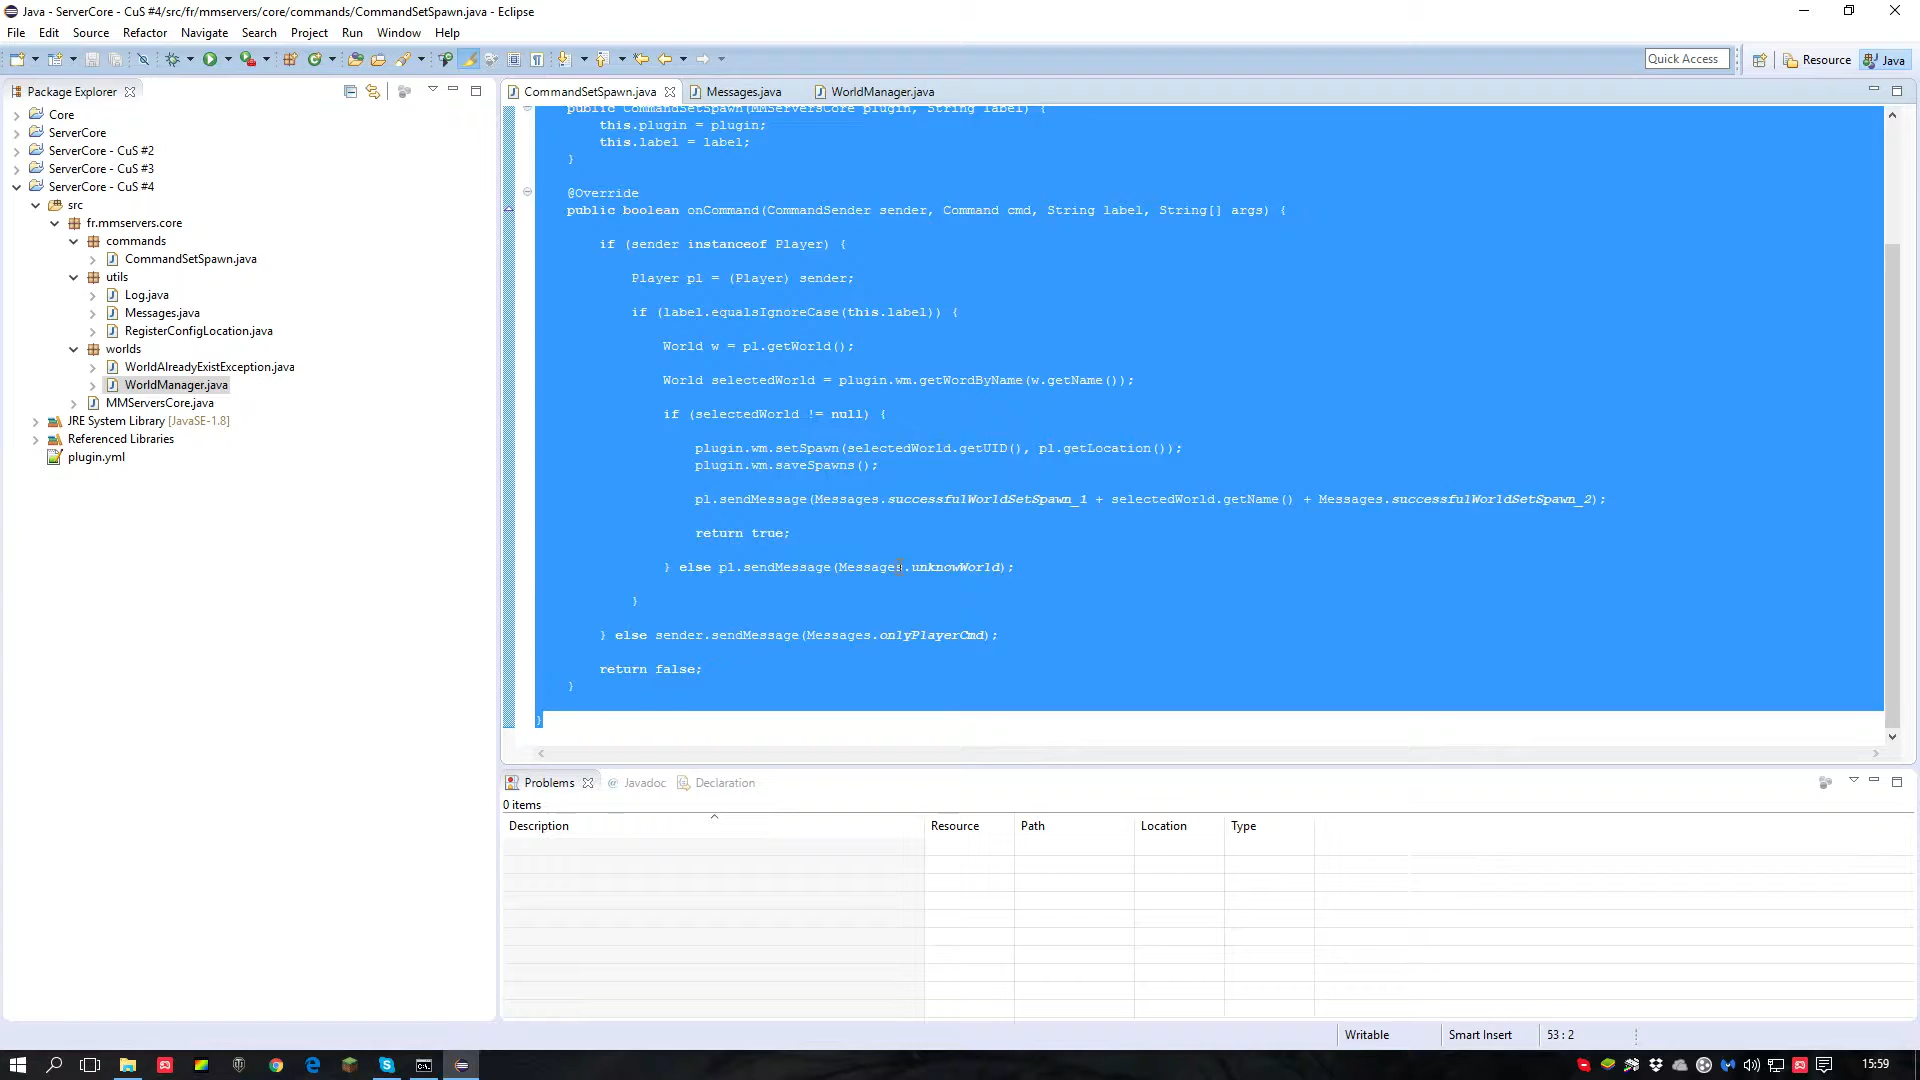 Java - ServerCore - CuS #4/src/fr/mmservers/core/commands/CommandSetSpawn.java - Eclipse
File Edit Source Refactor Navigate Search Project Run Window Help
Quick Access
Resource
Java
Package Explorer
Core
ServerCore
ServerCore - CuS #2
ServerCore - CuS #3
ServerCore - CuS #4
src
fr.mmservers.core
commands
CommandSetSpawn.java
utils
Log.java
Messages.java
RegisterConfigLocation.java
worlds
WorldAlreadyExistException.java
WorldManager.java
MMServersCore.java
JRE System Library [JavaSE-1.8]
Referenced Libraries
plugin.yml
CommandSetSpawn.java Messages.java WorldManager.java
public CommandSetSpawn(MMServersCore plugin, String label) {
this.plugin = plugin;
this.label = label;
}
@Override
public boolean onCommand(CommandSender sender, Command cmd, String label, String[] args) {
if (sender instanceof Player) {
Player pl = (Player) sender;
if (label.equalsIgnoreCase(this.label)) {
World w = pl.getWorld();
World selectedWorld = plugin.wm.getWordByName(w.getName());
if (selectedWorld != null) {
plugin.wm.setSpawn(selectedWorld.getUID(), pl.getLocation());
plugin.wm.saveSpawns();
pl.sendMessage(Messages.successfulWorldSetSpawn_1 + selectedWorld.getName() + Messages.successfulWorldSetSpawn_2);
return true;
} else pl.sendMessage(Messages.unknowWorld);
}
} else sender.sendMessage(Messages.onlyPlayerCmd);
return false;
}
}
Problems @ Javadoc Declaration
0 items
Description Resource Path Location Type
Writable Smart Insert 53 : 2
15:59